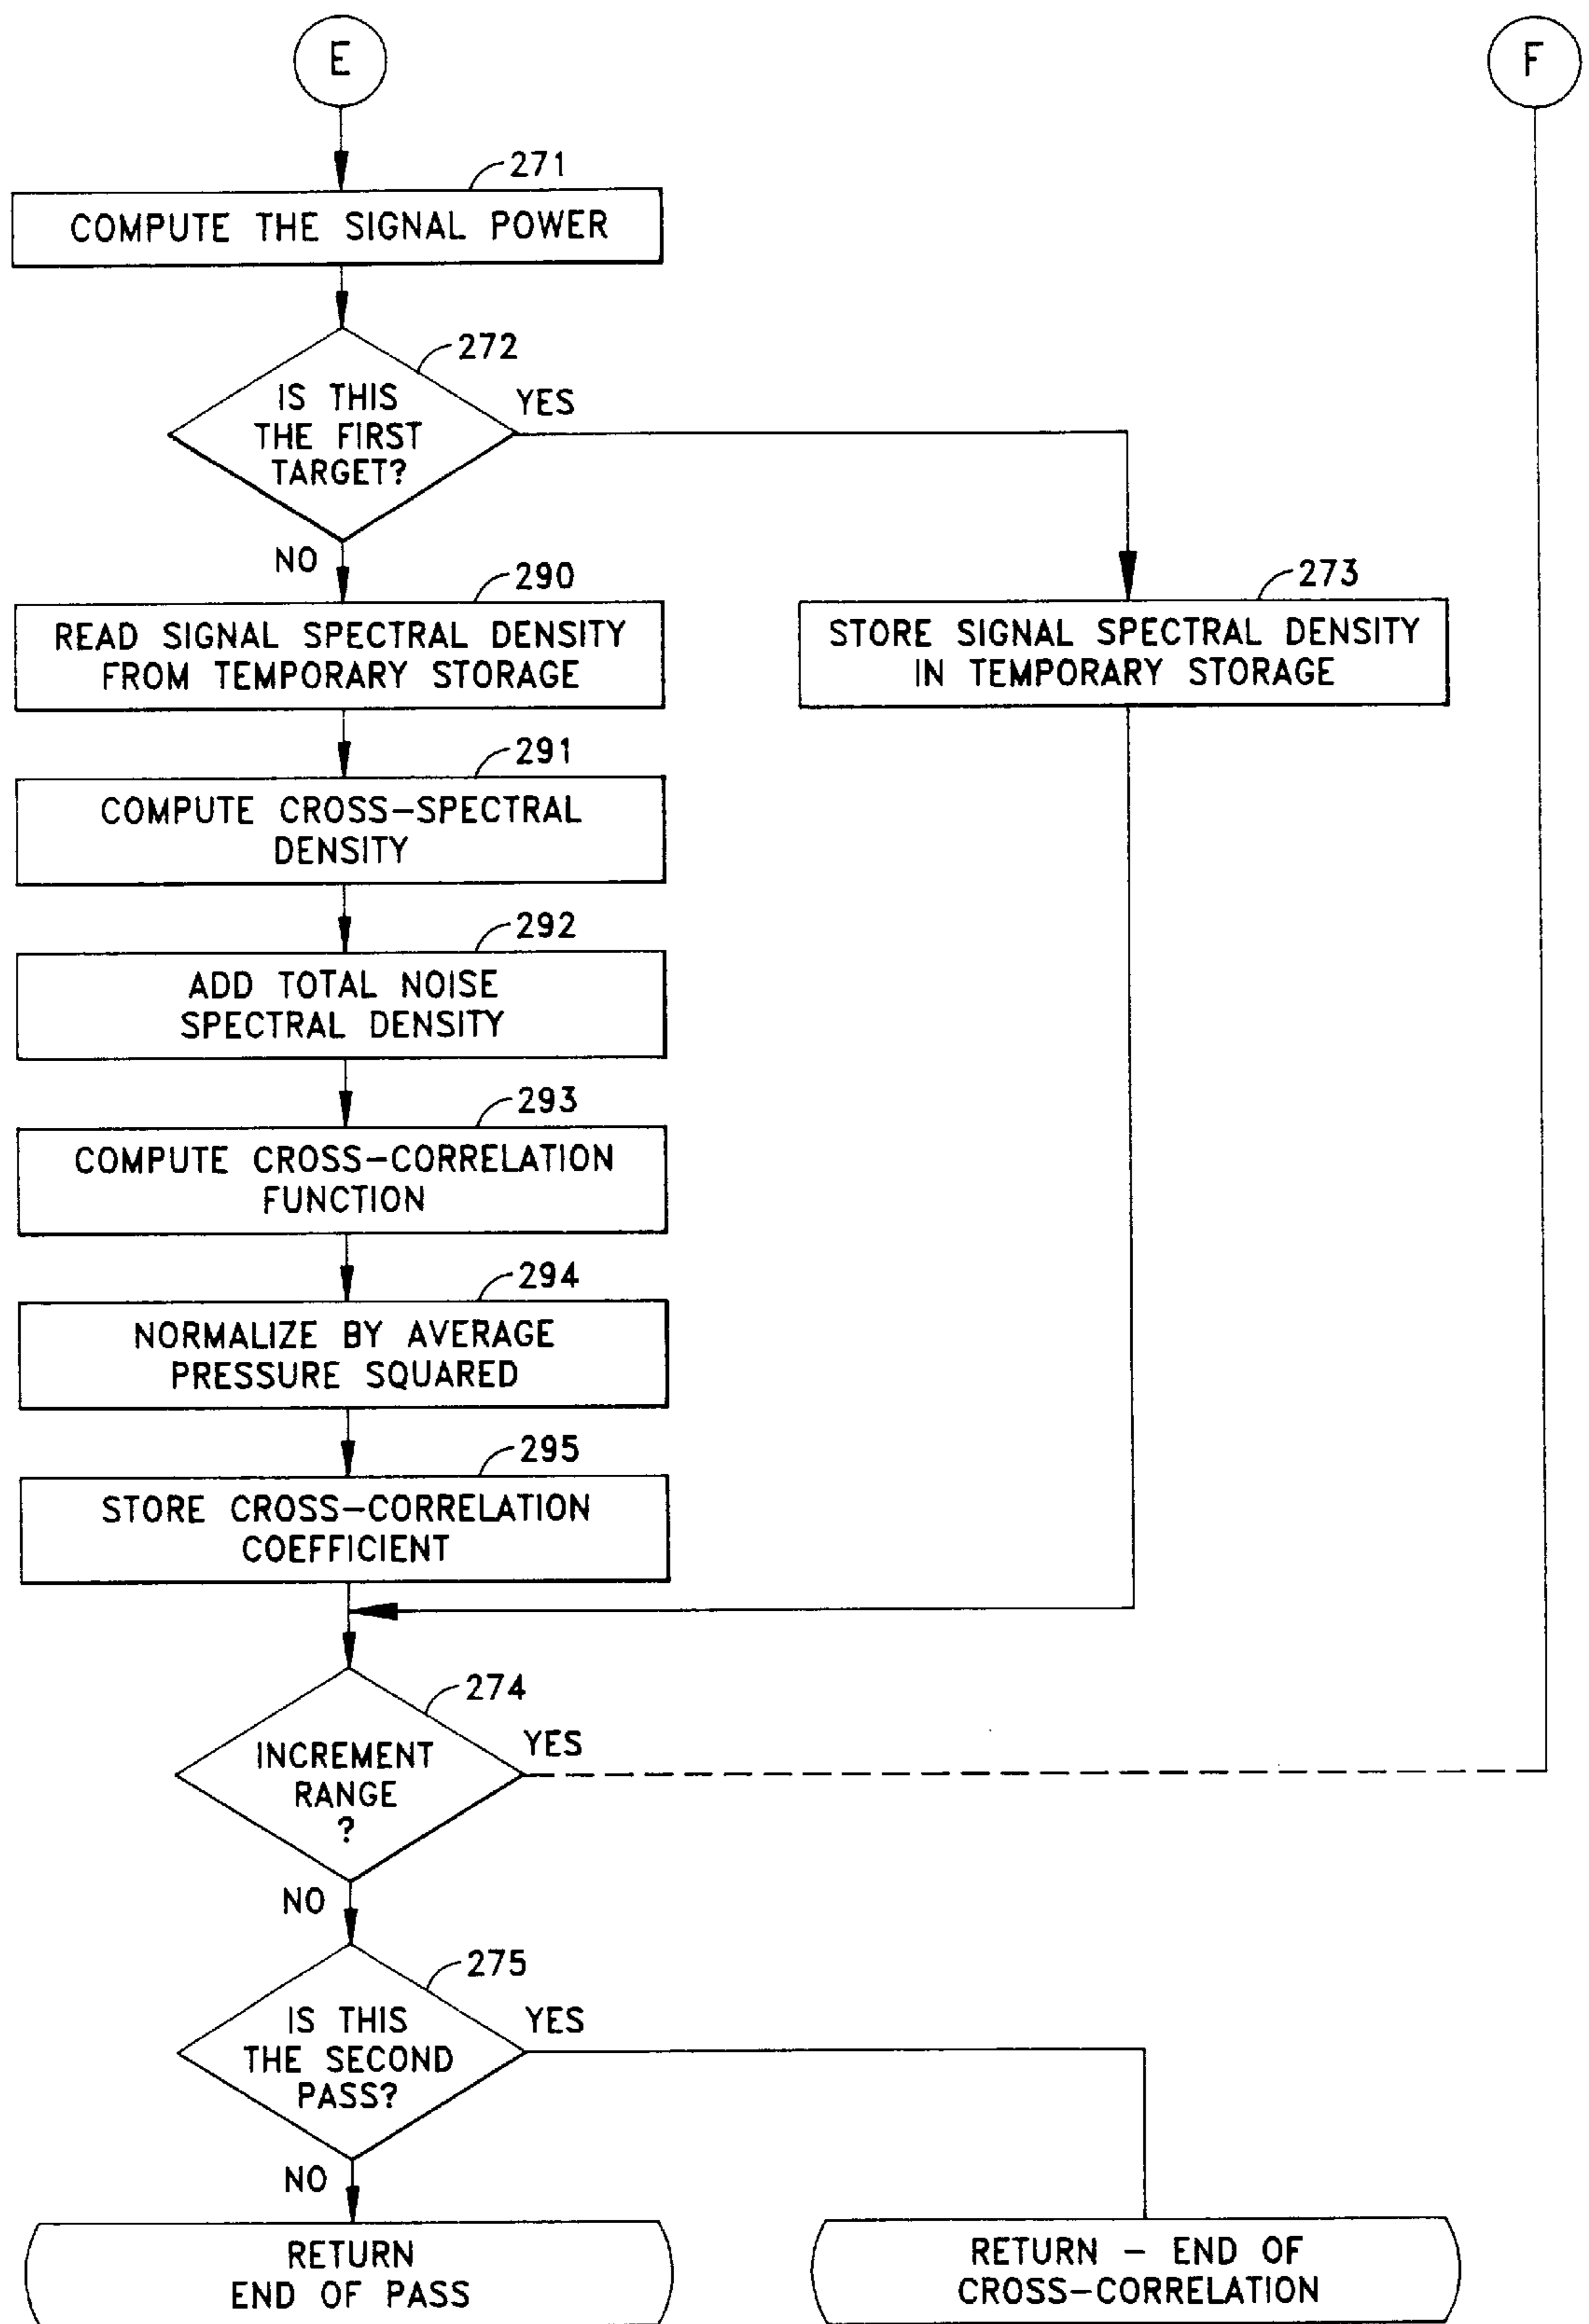 E
F
271
COMPUTE THE SIGNAL POWER
272
IS THIS
THE FIRST
TARGET?
YES
NO
290
READ SIGNAL SPECTRAL DENSITY
FROM TEMPORARY STORAGE
273
STORE SIGNAL SPECTRAL DENSITY
IN TEMPORARY STORAGE
291
COMPUTE CROSS-SPECTRAL
DENSITY
292
ADD TOTAL NOISE
SPECTRAL DENSITY
293
COMPUTE CROSS-CORRELATION
FUNCTION
294
NORMALIZE BY AVERAGE
PRESSURE SQUARED
295
STORE CROSS-CORRELATION
COEFFICIENT
274
INCREMENT
RANGE
?
YES
NO
275
IS THIS
THE SECOND
PASS?
YES
NO
RETURN
END OF PASS
RETURN - END OF
CROSS-CORRELATION